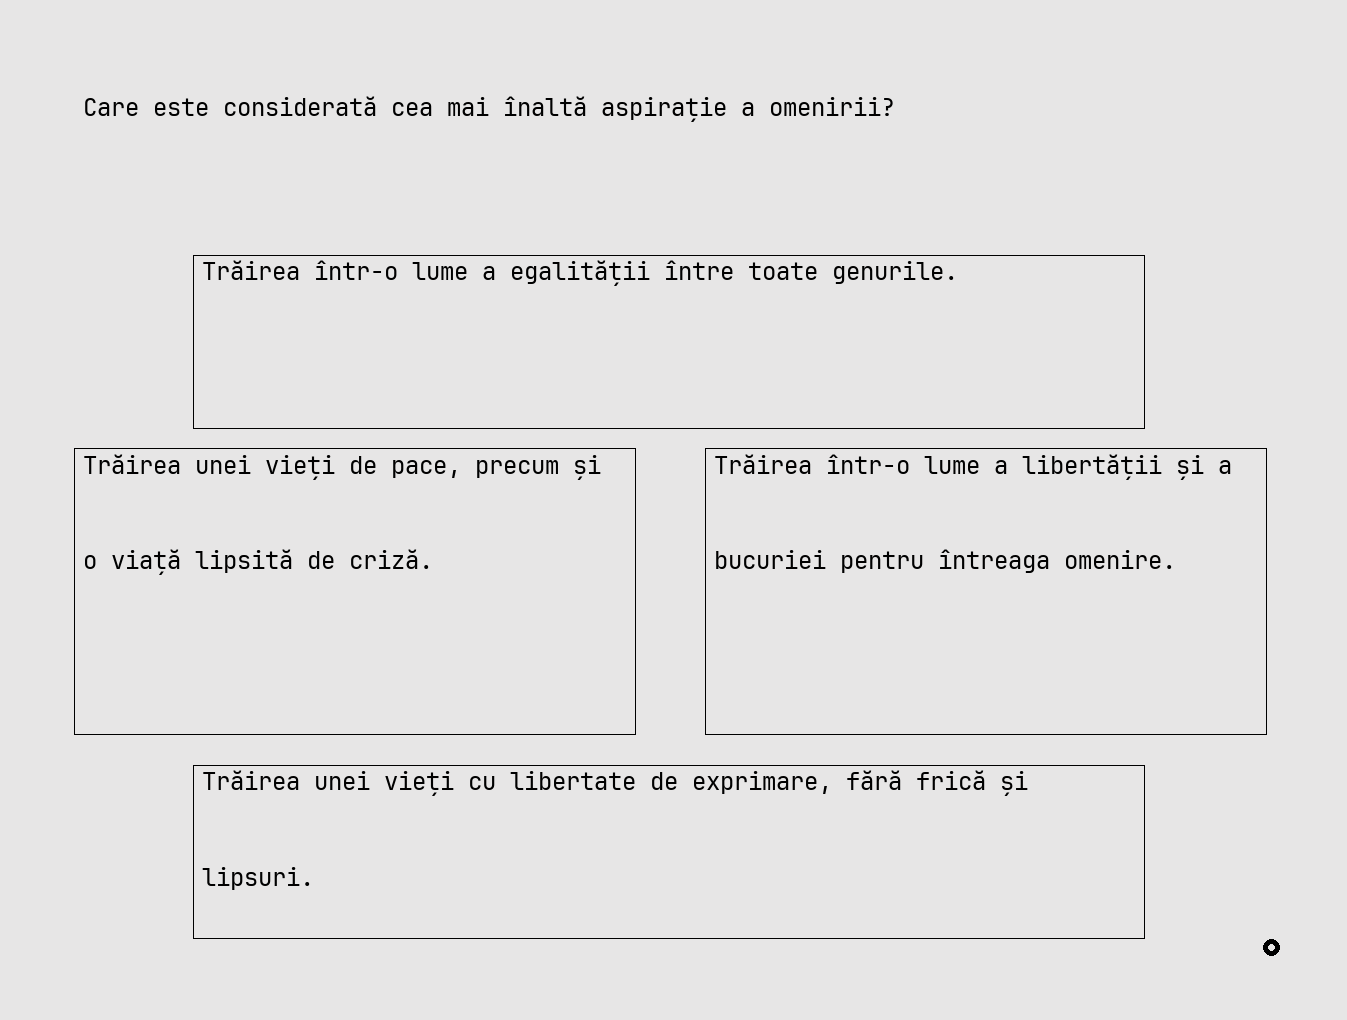 Care este considerată cea mai înaltă aspirație a omenirii?
Trăirea într-o lume a egalității între toate genurile.
Trăirea unei vieți de pace, precum și
o viață lipsită de criză.
Trăirea într-o lume a libertății și a
bucuriei pentru întreaga omenire.
Trăirea unei vieți cu libertate de exprimare, fără frică și
lipsuri.